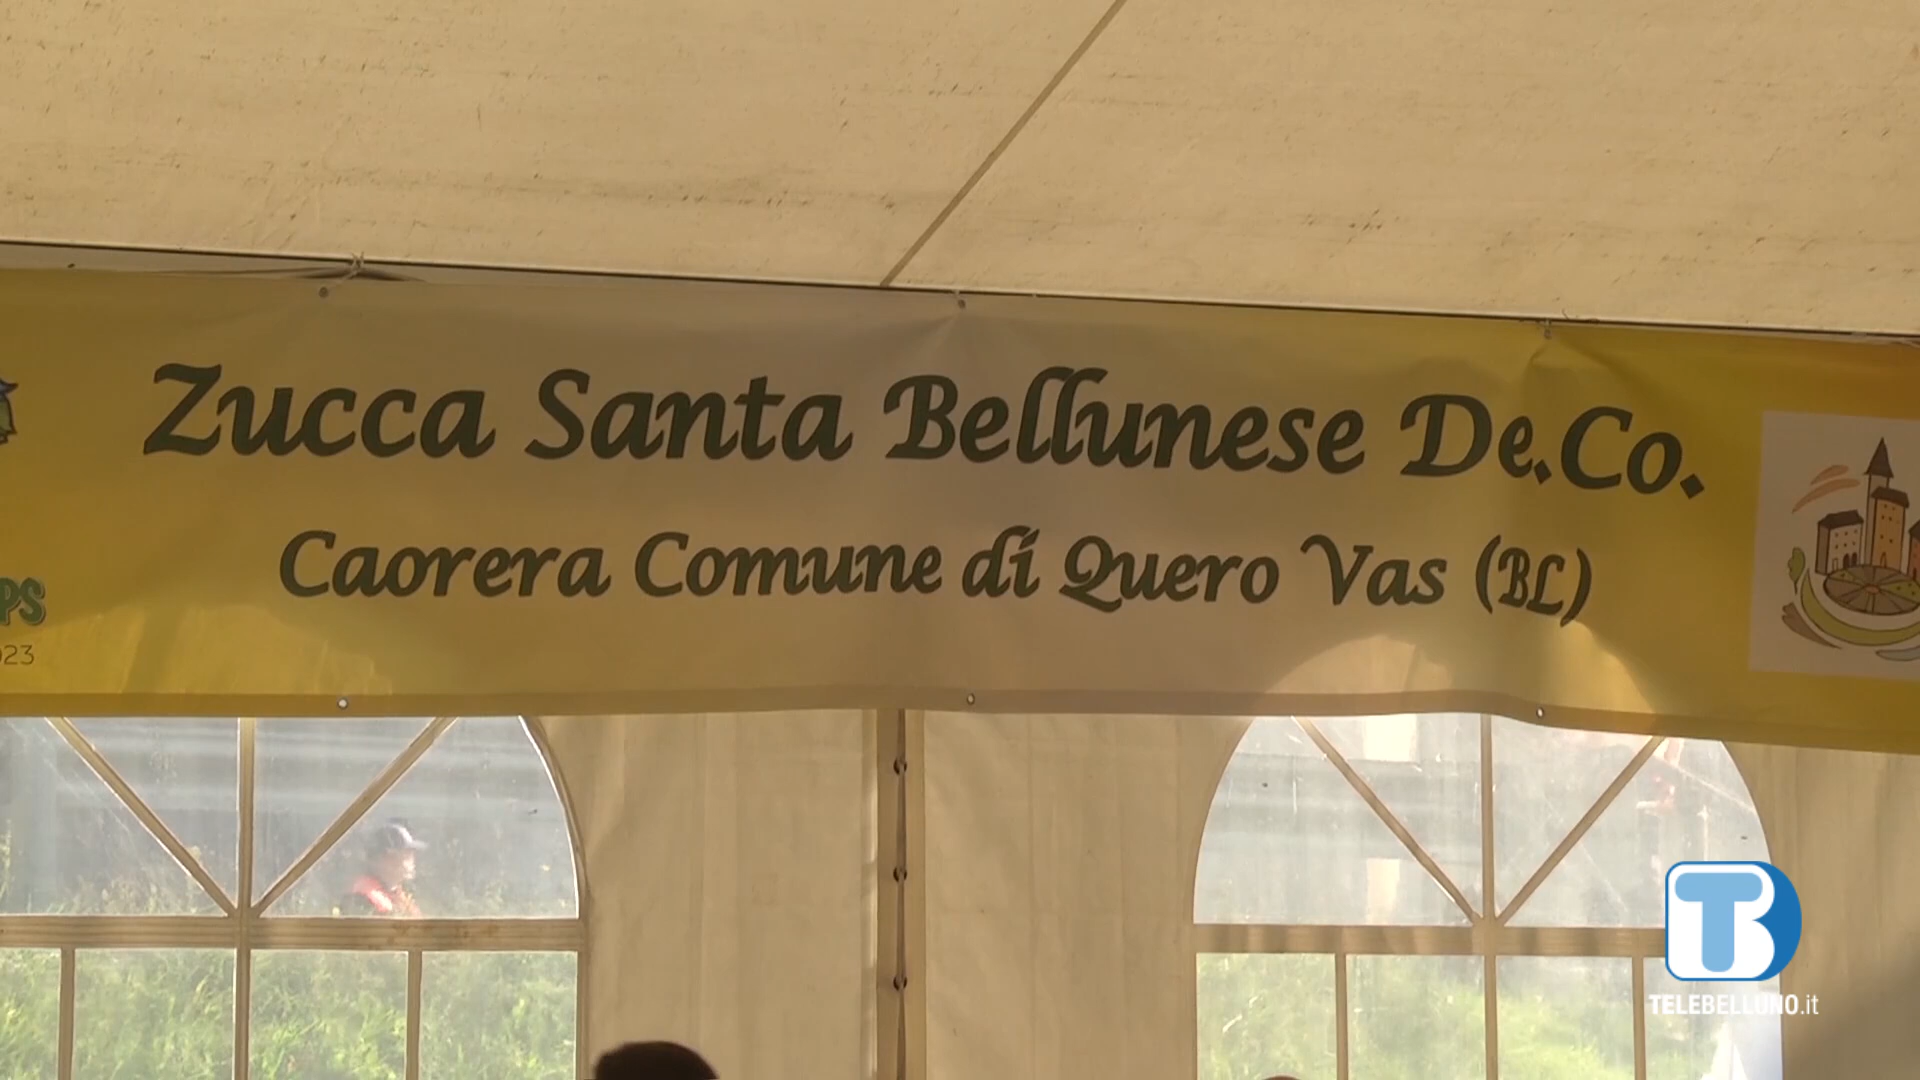 Zucca Santa Bellunese De.Co.
Caorera Comune di Quero Vas (BL)
TELEBELLUNO.it